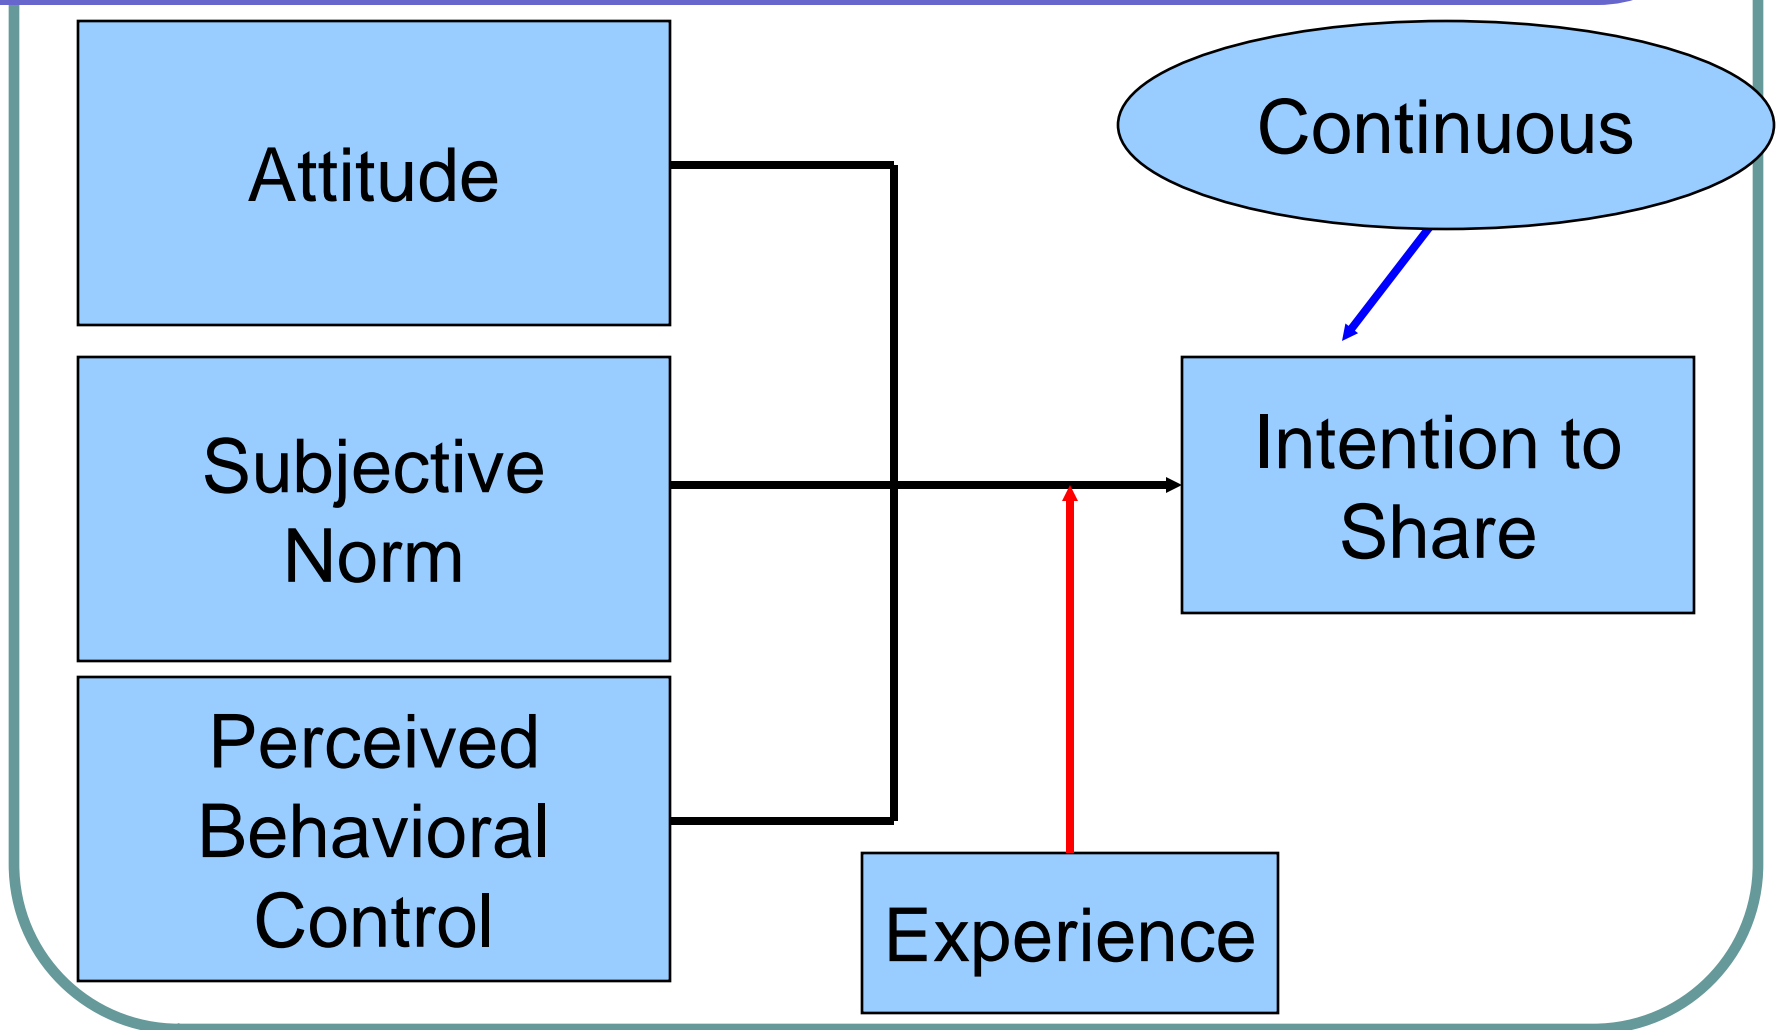 Attitude
Continuous
Subjective
Norm
Intention to
Share
Perceived
Behavioral
Control
Experience